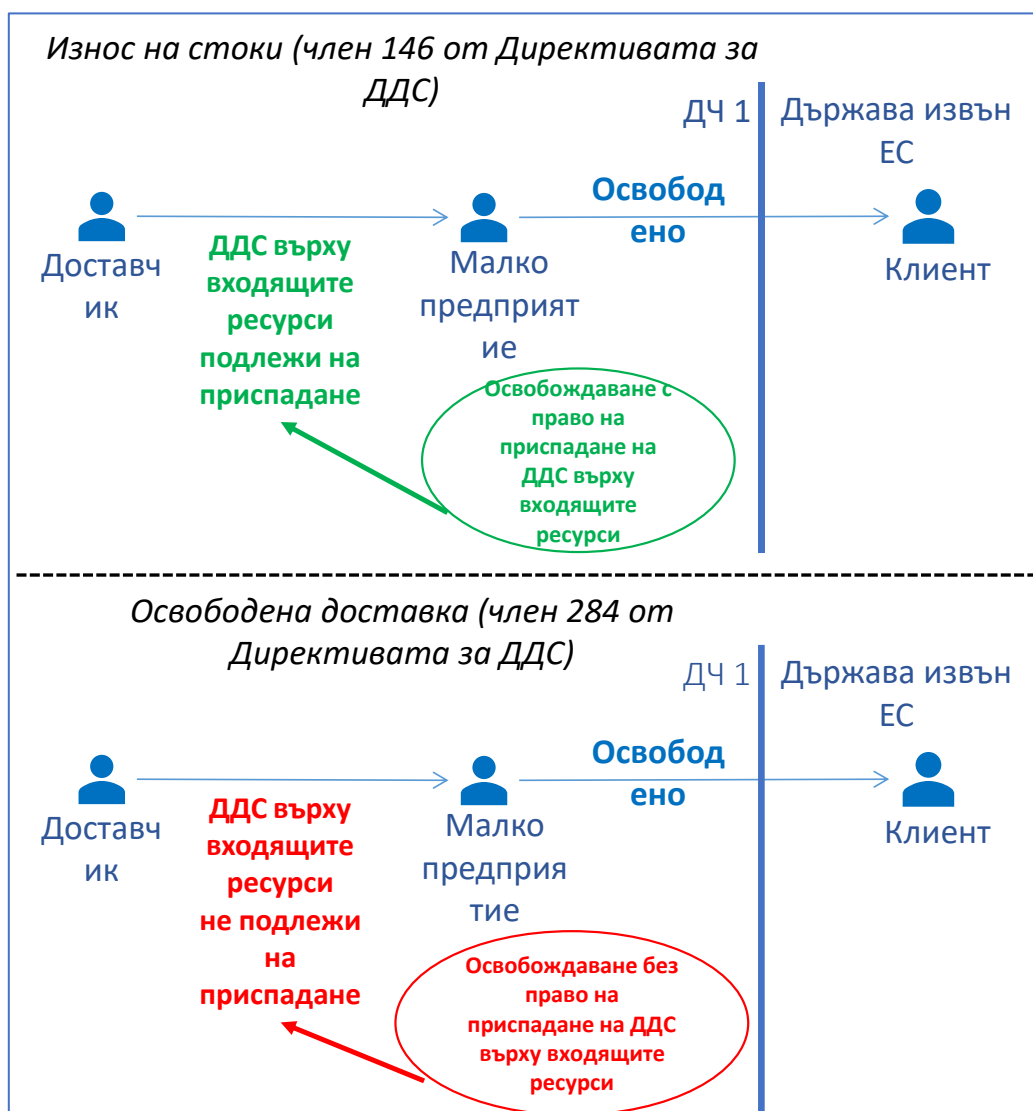 Износ на стоки (член 146 от Директивата за
ДДС)
ДЧ 1
Държава извън
ЕС
Освобод
ено
Доставч
ик
ДДС върху
входящите
ресурси
подлежи на
приспадане
Малко
предприят
ие
Клиент
Освобождаване с
право на
приспадане на
ДДС върху
входящите
ресурси
Освободена доставка (член 284 от
Директивата за ДДС)
ДЧ 1
Държава извън
ЕС
Освобод
ено
Доставч
ик
ДДС върху
входящите
ресурси
не подлежи
на
приспадане
Малко
предприя
тие
Клиент
Освобождаване без
право на
приспадане на ДДС
върху входящите
ресурси